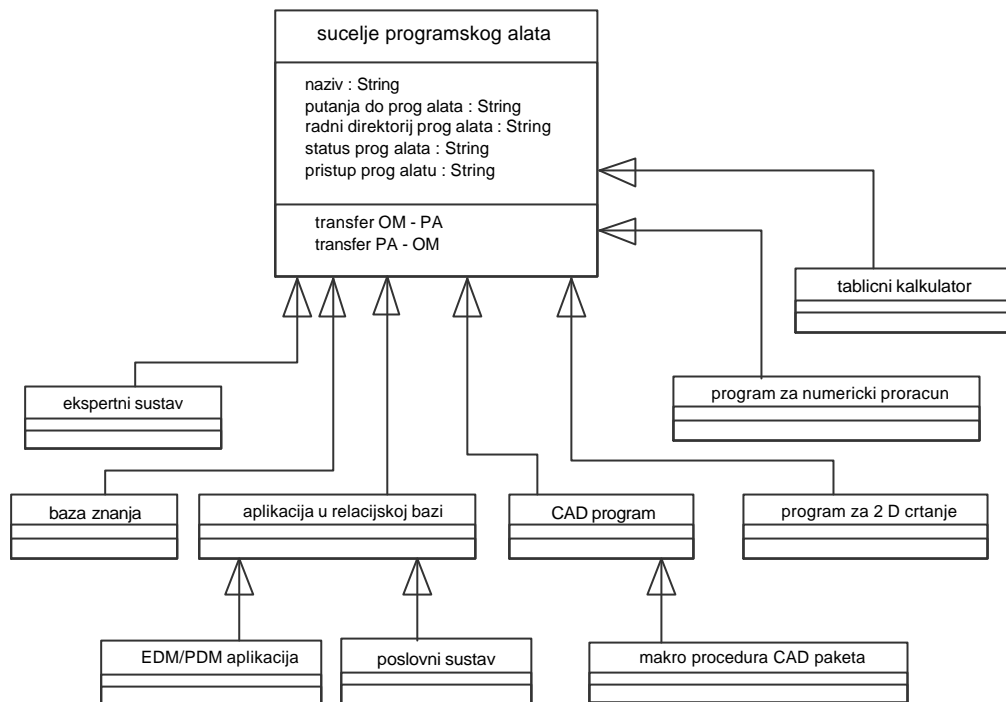 sucelje programskog alata
naziv : String
putanja do prog alata : String
radni direktorij prog alata : String
status prog alata : String
pristup prog alatu : String
transfer OM - PA
transfer PA - OM
tablicni kalkulator
program za numericki proracun
ekspertni sustav
baza znanja
aplikacija u relacijskoj bazi
CAD program
program za 2 D crtanje
EDM/PDM aplikacija
poslovni sustav
makro procedura CAD paketa